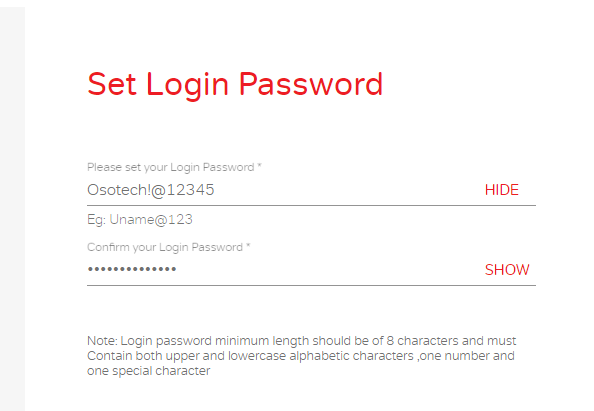 Set Login Password
Please set your Login Password *
Osotech!@12345 HIDE
Eg: Uname@123
Confirm your Login Password *
•••••••••••••• SHOW
Note: Login password minimum length should be of 8 characters and must
Contain both upper and lowercase alphabetic characters ,one number and
one special character